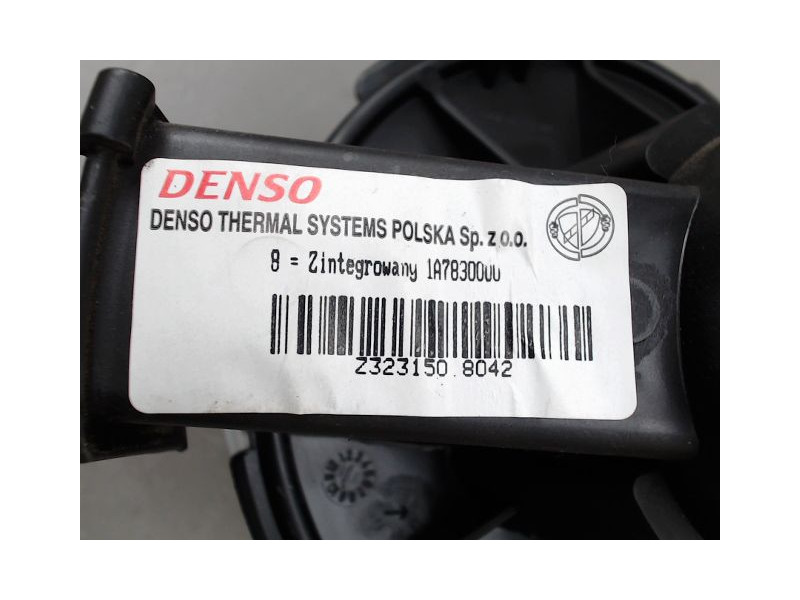 DENSO
DENSO THERMAL SYSTEMS POLSKA Sp. z o.o.
8 = Zintegrowany 1A7830000
Z323150 8042